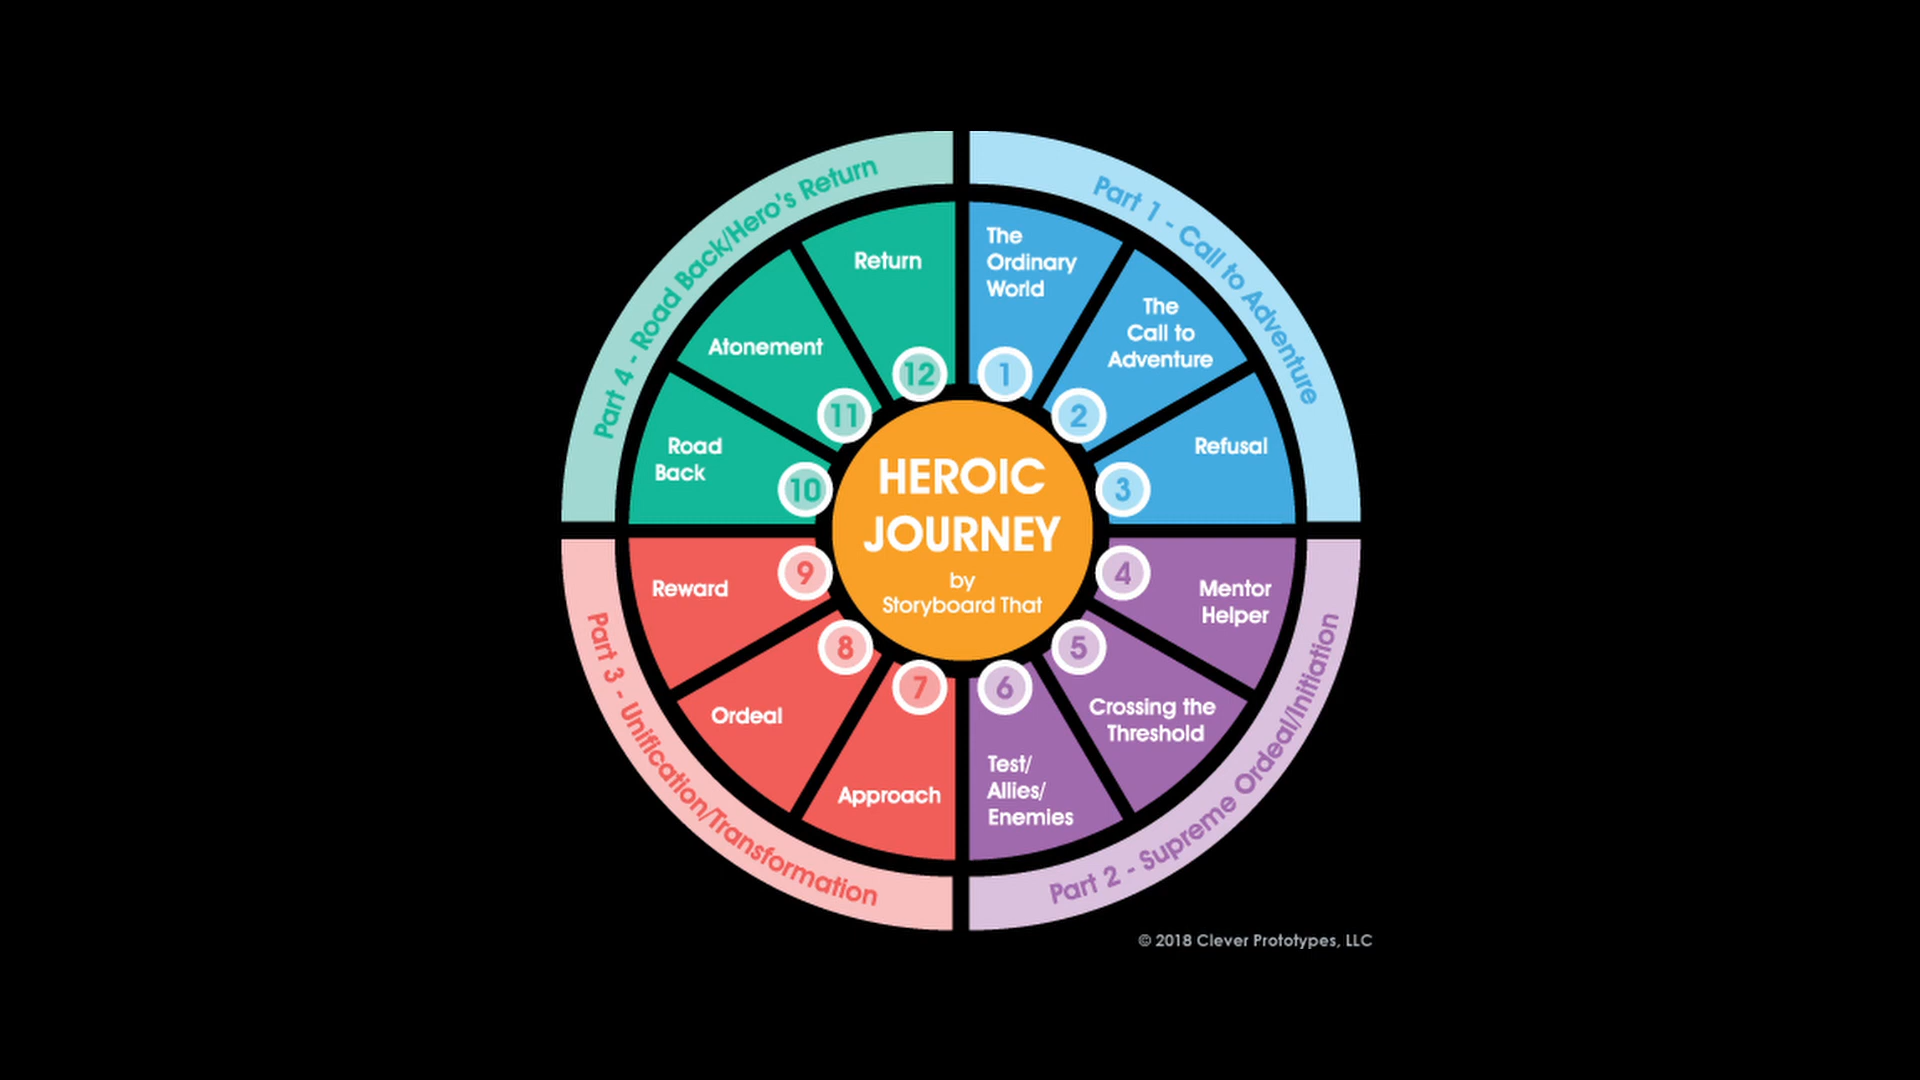 Part 1 - Call to Adventure
The
Ordinary
World
1
The
Call to
Adventure
2
Refusal
3
Part 2 - Supreme Ordeal/Initiation
Mentor
Helper
4
Crossing the
Threshold
5
Test/
Allies/
Enemies
6
Part 3 - Unification/Transformation
Approach
7
Ordeal
8
Reward
9
Part 4 - Road Back/Hero's Return
Road
Back
10
Atonement
11
Return
12
HEROIC
JOURNEY
by
Storyboard That
© 2018 Clever Prototypes, LLC